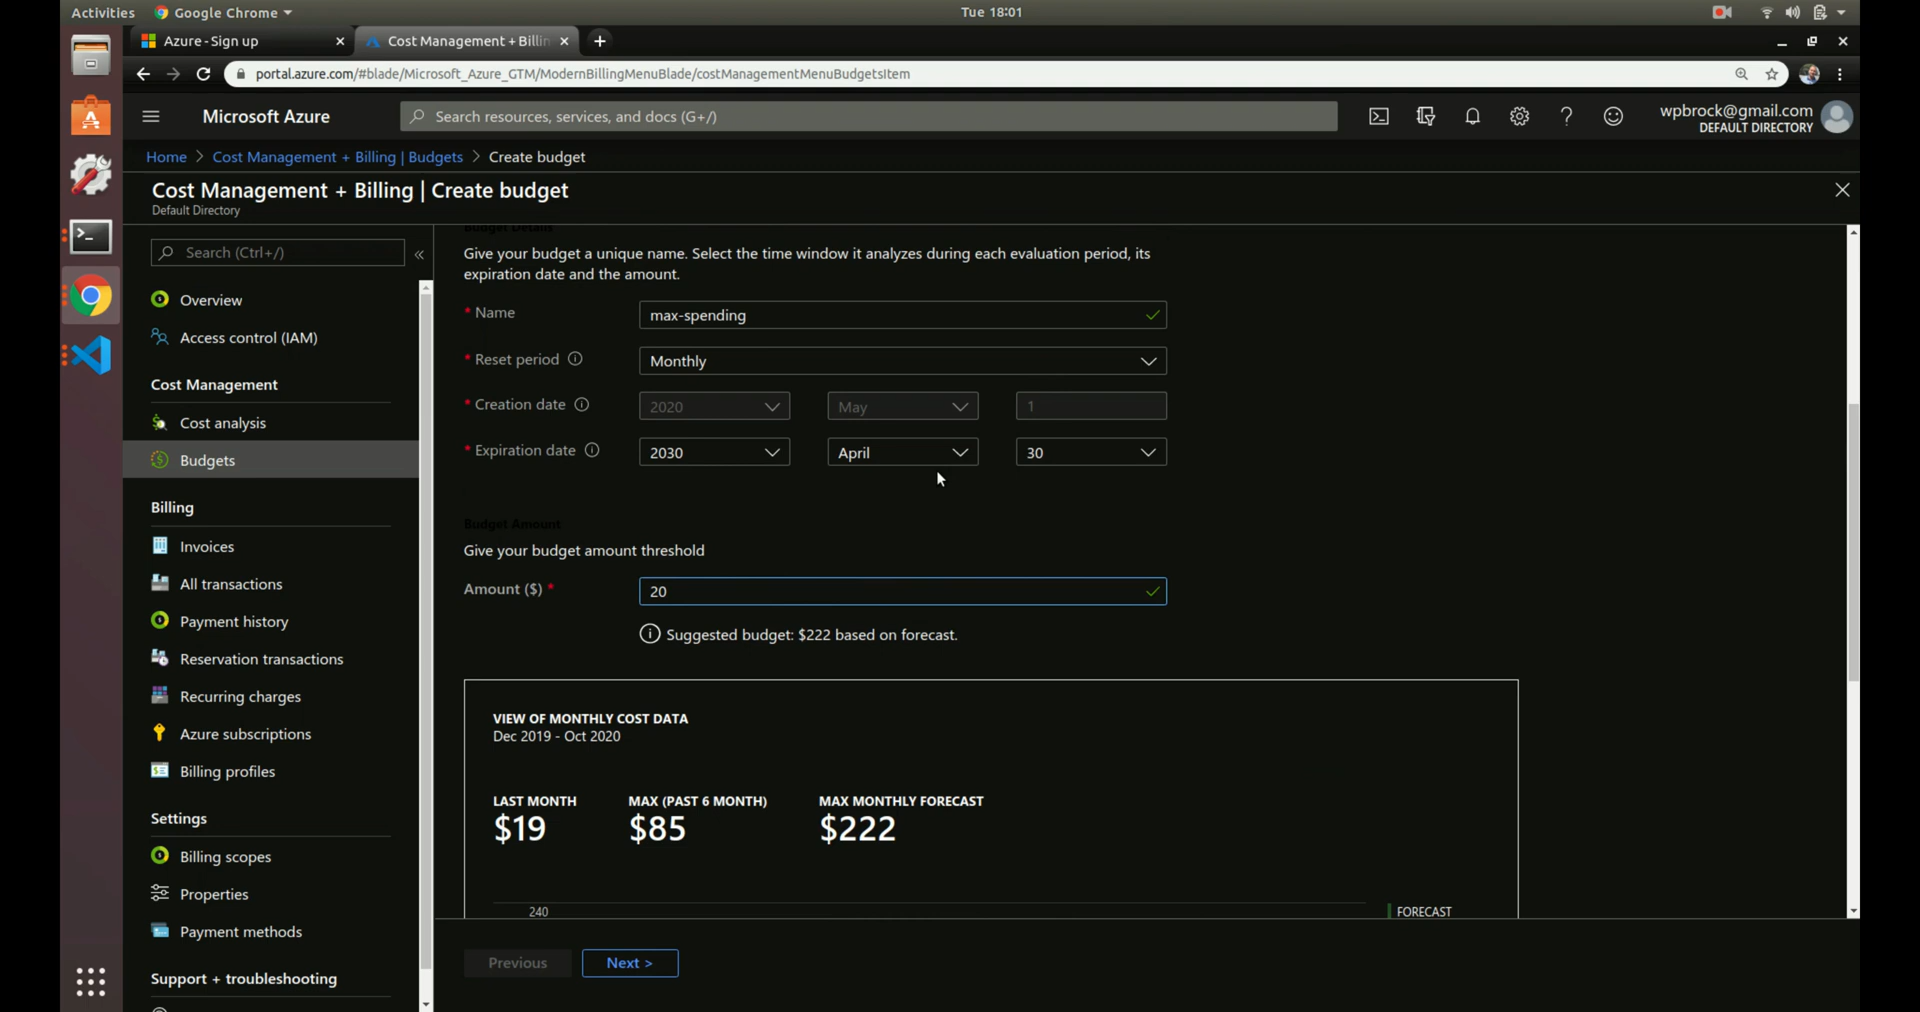 Activities
Google Chrome
Tue 18:01
Azure - Sign up
Cost Management + Billin
portal.azure.com/#blade/Microsoft_Azure_GTM/ModernBillingMenuBlade/costManagementMenuBudgetsItem
Microsoft Azure
Search resources, services, and docs (G+/)
wpbrock@gmail.com
DEFAULT DIRECTORY
Home > Cost Management + Billing | Budgets > Create budget
Cost Management + Billing | Create budget
Default Directory
Search (Ctrl+/)
«
Overview
Access control (IAM)
Cost Management
Cost analysis
Budgets
Billing
Invoices
All transactions
Payment history
Reservation transactions
Recurring charges
Azure subscriptions
Billing profiles
Settings
Billing scopes
Properties
Payment methods
Support + troubleshooting
Budget Details
Give your budget a unique name. Select the time window it analyzes during each evaluation period, its
expiration date and the amount.
* Name
max-spending
* Reset period
Monthly
* Creation date
2020
May
1
* Expiration date
2030
April
30
Budget Amount
Give your budget amount threshold
Amount ($) *
20
Suggested budget: $222 based on forecast.
VIEW OF MONTHLY COST DATA
Dec 2019 - Oct 2020
LAST MONTH
$19
MAX (PAST 6 MONTH)
$85
MAX MONTHLY FORECAST
$222
240
FORECAST
Previous
Next >